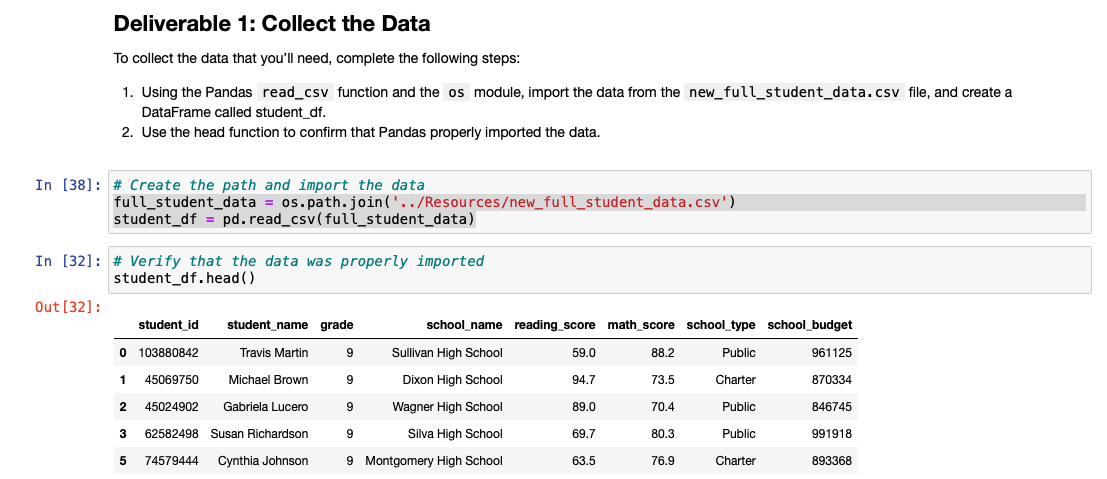 Deliverable 1: Collect the Data
To collect the data that you'll need, complete the following steps:
1. Using the Pandas read_csv function and the os module, import the data from the new_full_student_data.csv file, and create a
DataFrame called student_df.
2. Use the head function to confirm that Pandas properly imported the data.
In [38]: # Create the path and import the data
full_student_data = os.path.join('../Resources/new_full_student_data.csv')
student_df = pd.read_csv(full_student_data)
In [32]: # Verify that the data was properly imported
student_df.head()
Out[32]:
student_id student_name grade school_name reading_score math_score school_type school_budget
0 103880842 Travis Martin 9 Sullivan High School 59.0 88.2 Public 961125
1 45069750 Michael Brown 9 Dixon High School 94.7 73.5 Charter 870334
2 45024902 Gabriela Lucero 9 Wagner High School 89.0 70.4 Public 846745
3 62582498 Susan Richardson 9 Silva High School 69.7 80.3 Public 991918
5 74579444 Cynthia Johnson 9 Montgomery High School 63.5 76.9 Charter 893368